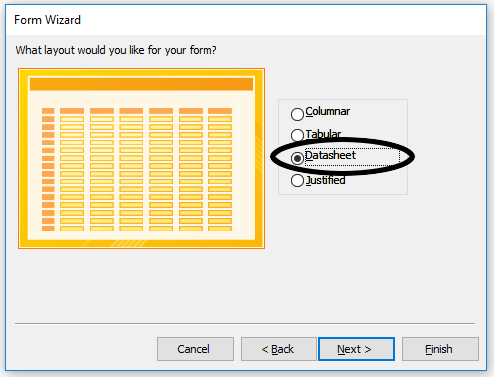 Form Wizard
What layout would you like for your form?
Columnar
Tabular
Datasheet
Justified
Cancel
< Back
Next >
Finish